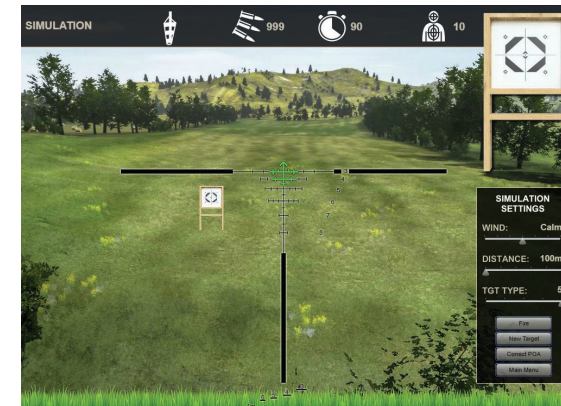 SIMULATION
999
90
10
SIMULATION
SETTINGS
WIND: Calm
DISTANCE: 100m
TGT TYPE: 5
Fire
New Target
Correct POA
Main Menu